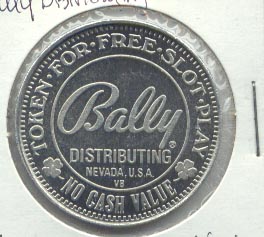 TOKEN·FOR·FREE·SLOT·PLAY
Bally
®
DISTRIBUTING
NEVADA, U.S.A.
VB
NO CASH VALUE